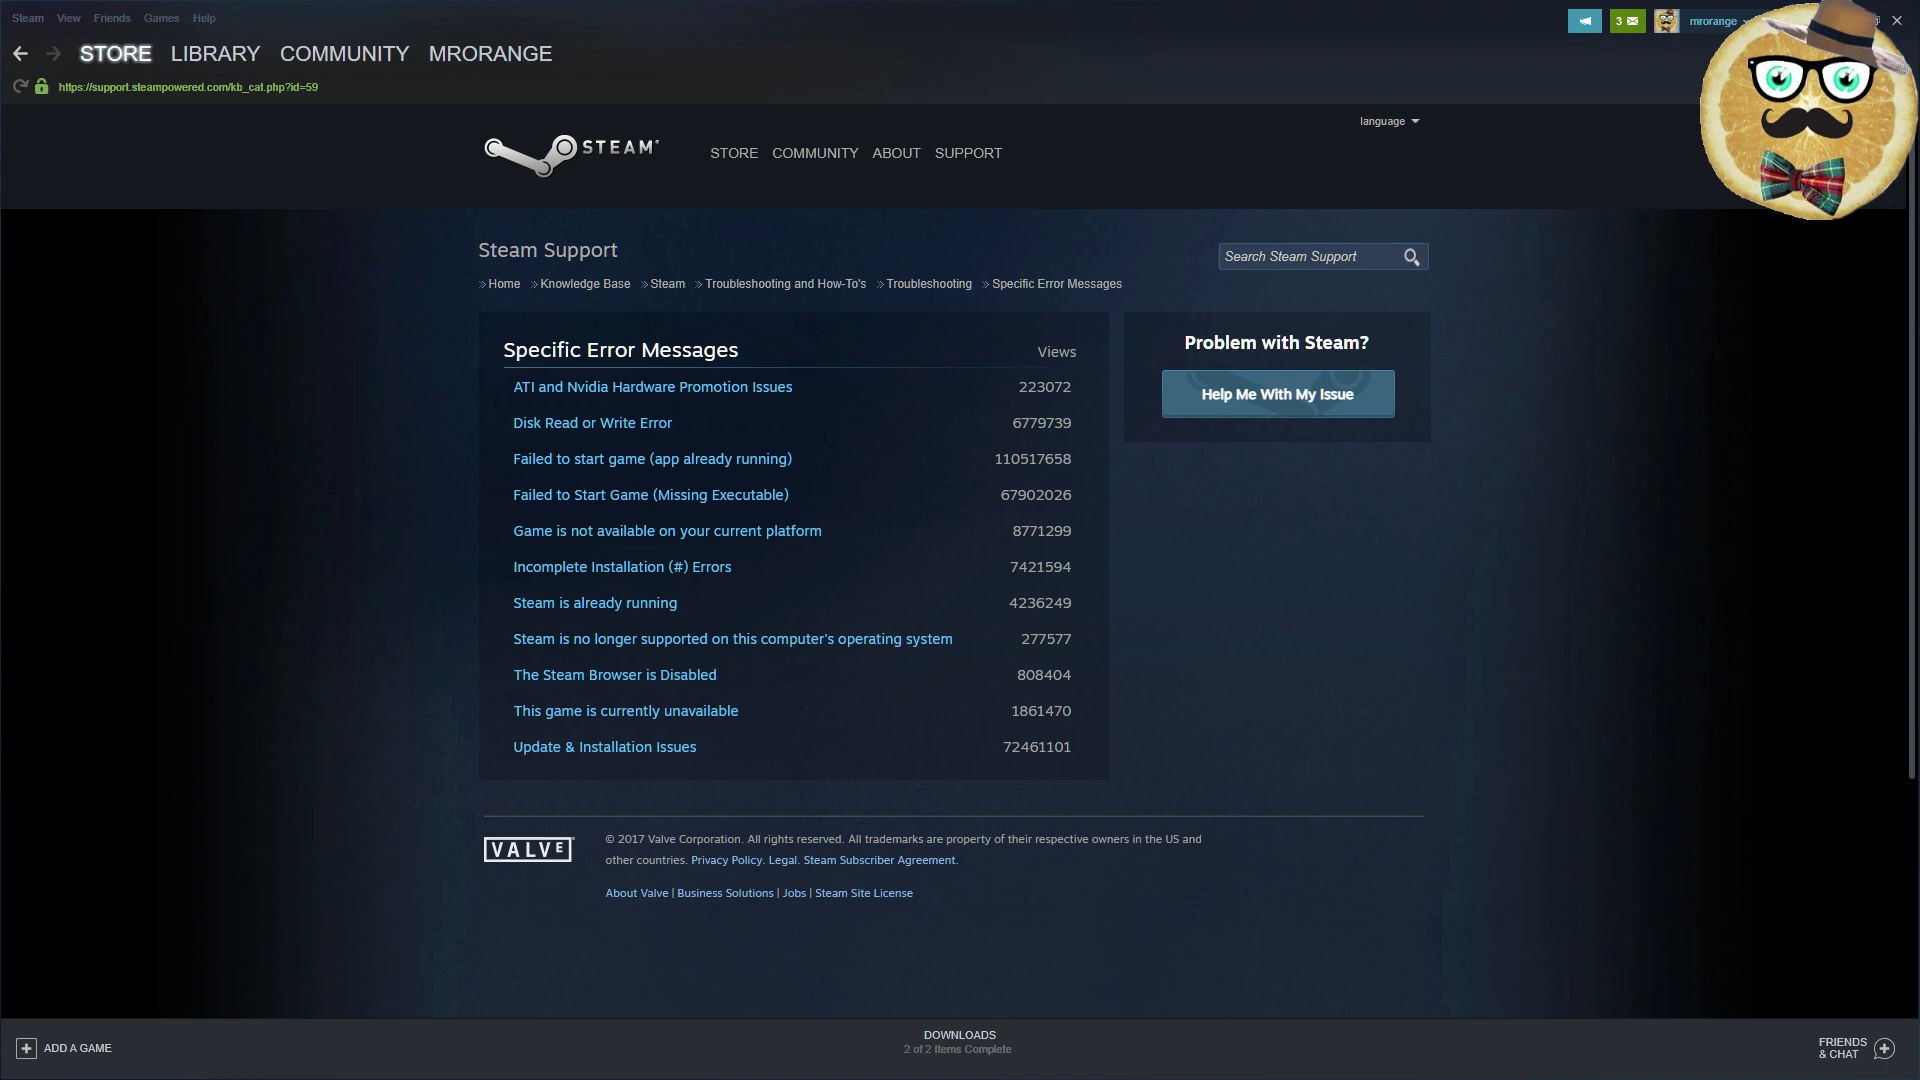 Steam View Friends Games Help
3 mrorange
STORE LIBRARY COMMUNITY MRORANGE
https://support.steampowered.com/kb_cat.php?id=59
language
STEAM STORE COMMUNITY ABOUT SUPPORT
Steam Support
Search Steam Support
Home Knowledge Base Steam Troubleshooting and How-To's Troubleshooting Specific Error Messages
Specific Error Messages Views
ATI and Nvidia Hardware Promotion Issues 223072
Disk Read or Write Error 6779739
Failed to start game (app already running) 110517658
Failed to Start Game (Missing Executable) 67902026
Game is not available on your current platform 8771299
Incomplete Installation (#) Errors 7421594
Steam is already running 4236249
Steam is no longer supported on this computer's operating system 277577
The Steam Browser is Disabled 808404
This game is currently unavailable 1861470
Update & Installation Issues 72461101
Problem with Steam?
Help Me With My Issue
VALVE
© 2017 Valve Corporation. All rights reserved. All trademarks are property of their respective owners in the US and
other countries. Privacy Policy. Legal. Steam Subscriber Agreement.
About Valve | Business Solutions | Jobs | Steam Site License
ADD A GAME
DOWNLOADS
2 of 2 Items Complete
FRIENDS
& CHAT